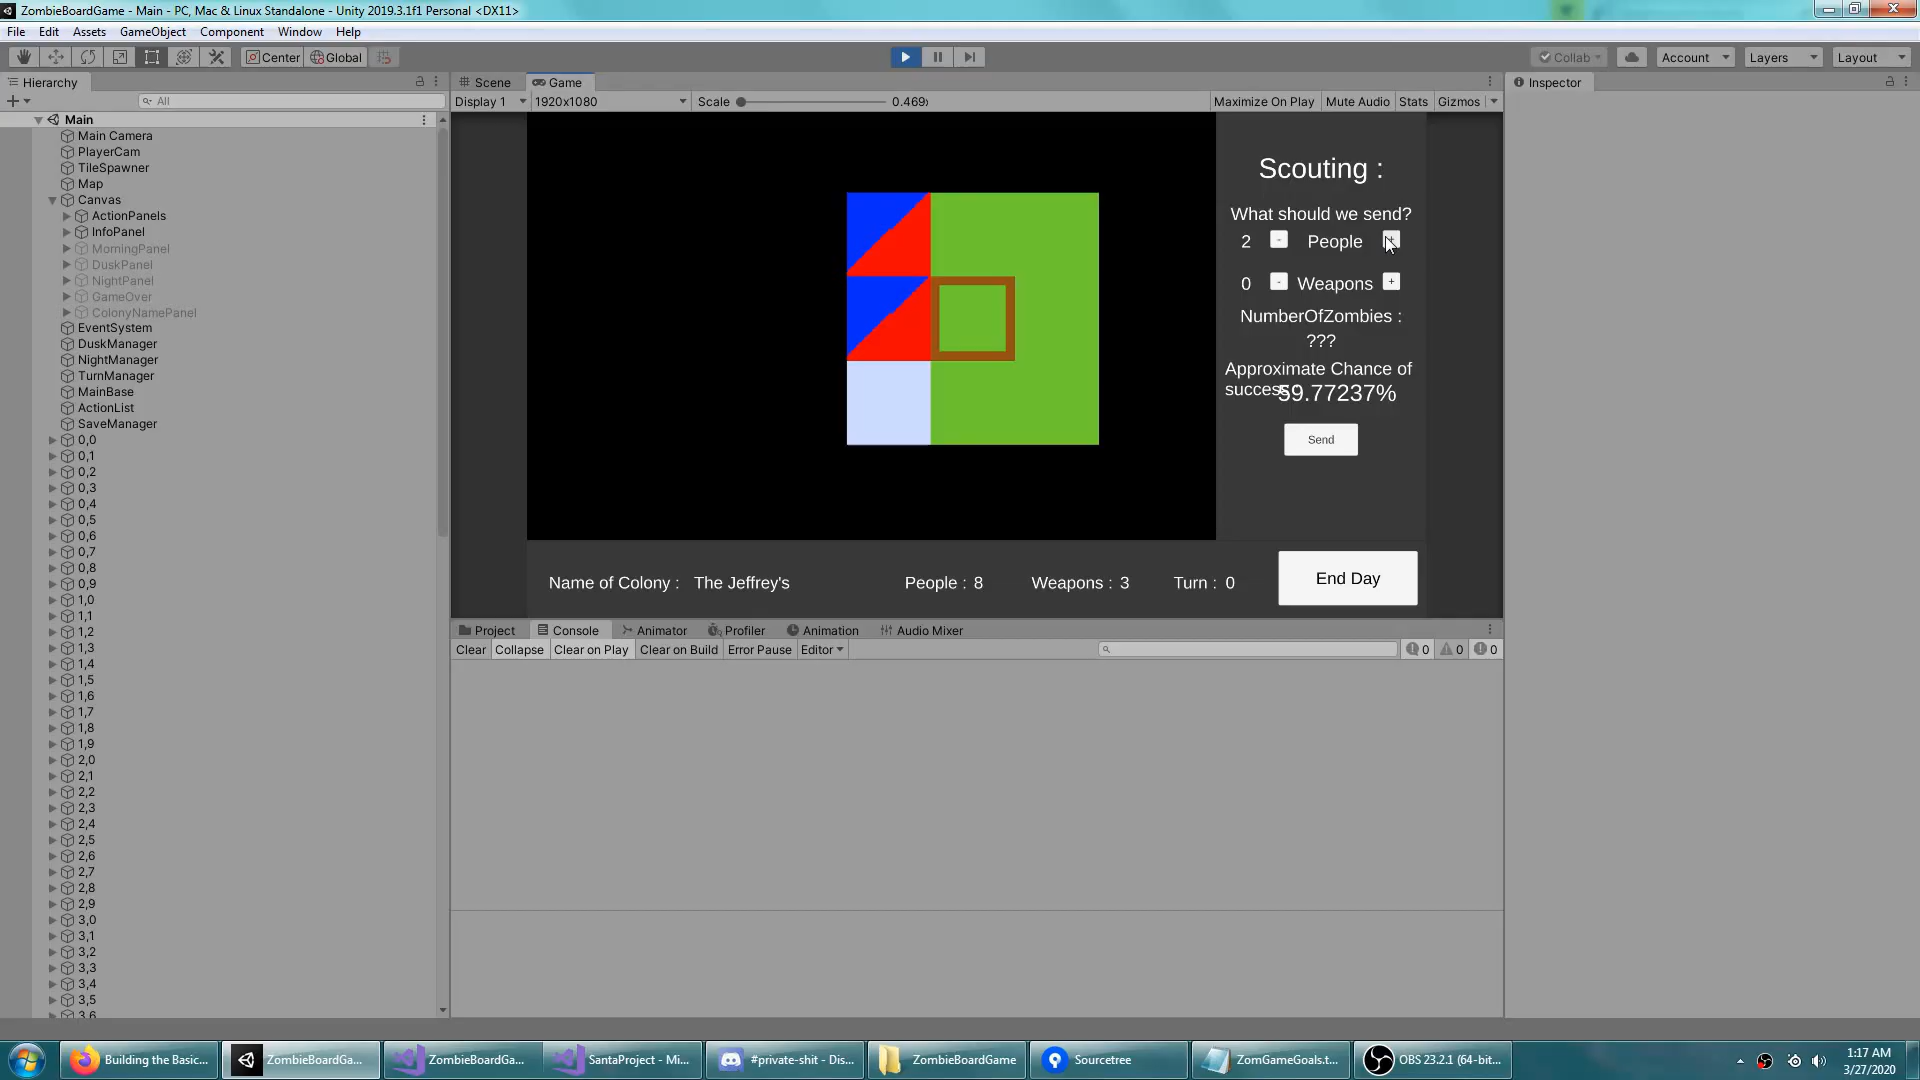 ZombieBoardGame - Main - PC, Mac & Linux Standalone - Unity 2019.3.1f1 Personal <DX11>
File Edit Assets GameObject Component Window Help
Center Global Collab Account Layers Layout
Hierarchy
All
Main
Main Camera
PlayerCam
TileSpawner
Map
Canvas
ActionPanels
InfoPanel
MorningPanel
DuskPanel
NightPanel
GameOver
ColonyNamePanel
EventSystem
DuskManager
NightManager
TurnManager
MainBase
ActionList
SaveManager
0,0
0,1
0,2
0,3
0,4
0,5
0,6
0,7
0,8
0,9
1,0
1,1
1,2
1,3
1,4
1,5
1,6
1,7
1,8
1,9
2,0
2,1
2,2
2,3
2,4
2,5
2,6
2,7
2,8
2,9
3,0
3,1
3,2
3,3
3,4
3,5
3,6
Scene Game
Display 1 1920x1080 Scale 0.469x Maximize On Play Mute Audio Stats Gizmos
Scouting :
What should we send?
2 - People +
0 - Weapons +
NumberOfZombies :
???
Approximate Chance of
success
59.77237%
Send
Name of Colony : The Jeffrey's People : 8 Weapons : 3 Turn : 0 End Day
Project Console Animator Profiler Animation Audio Mixer
Clear Collapse Clear on Play Clear on Build Error Pause Editor 0 0 0
Inspector
Building the Basic... ZombieBoardGa... ZombieBoardGa... SantaProject - Mi... #private-shit - Dis... ZombieBoardGame Sourcetree ZomGameGoals.t... OBS 23.2.1 (64-bit...
1:17 AM
3/27/2020